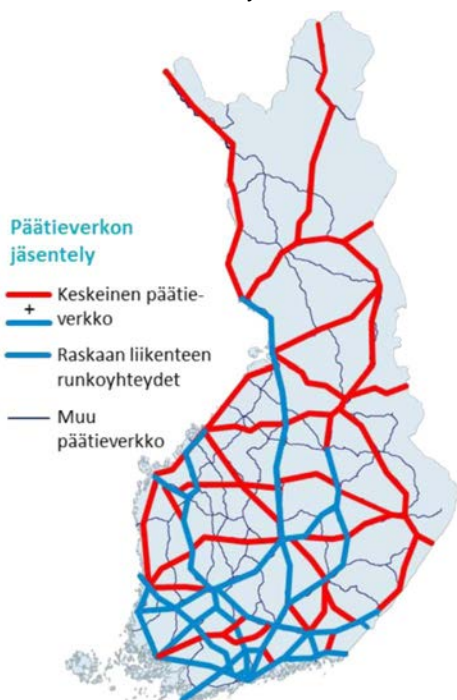 Päätieverkon
jäsentely
Keskeinen päätie-
+
verkko
Raskaan liikenteen
runkoyhteydet
Muu
päätieverkko